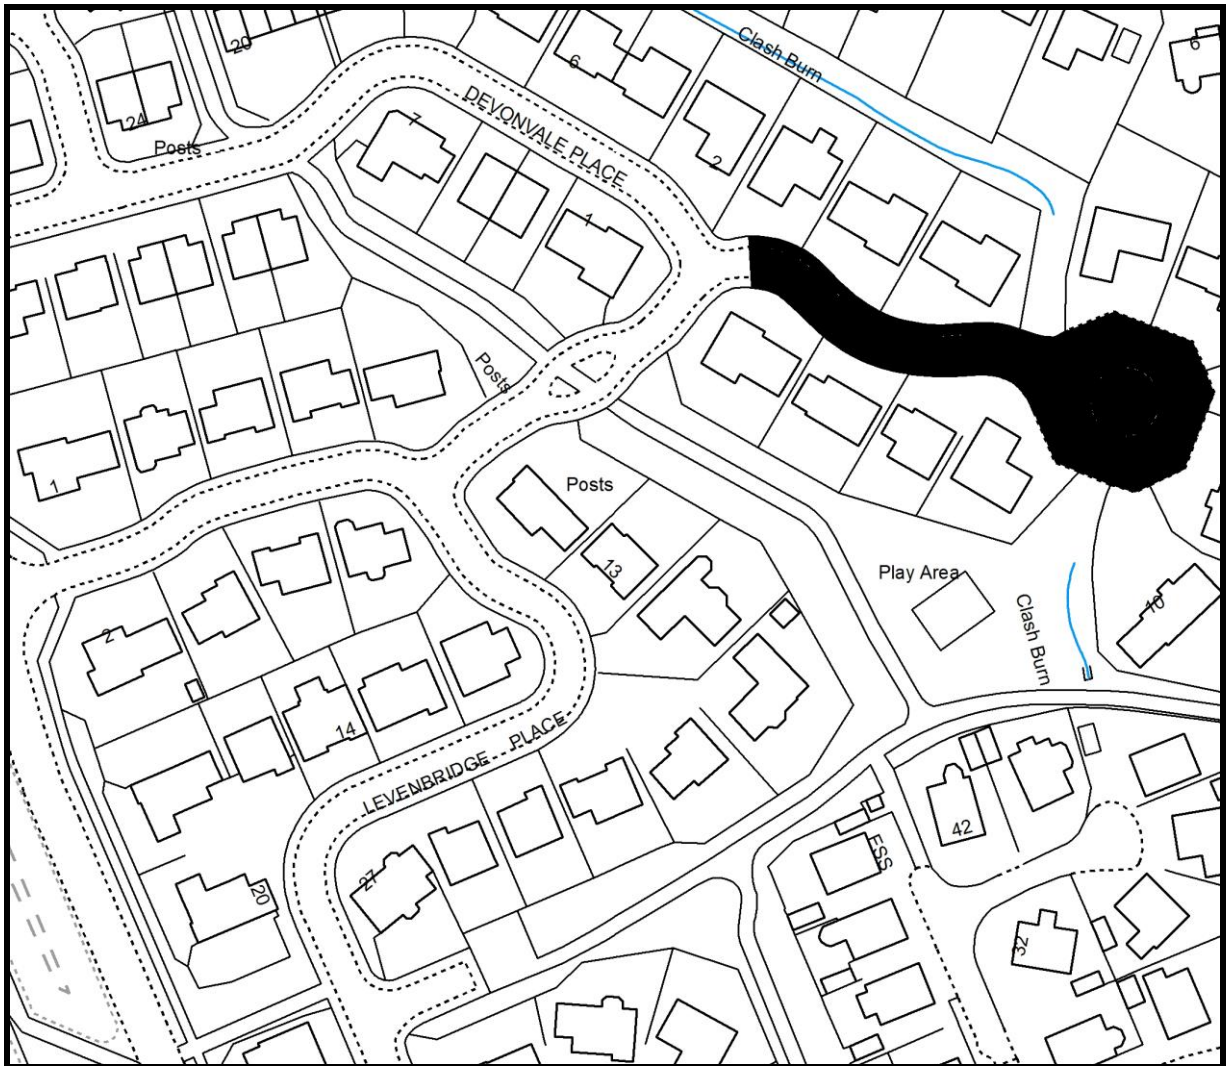 20
6
Clash Burn
6
24
Posts
7
DEVONVALE PLACE
2
1
Posts
1
Posts
13
Play Area
Clash Burn
10
2
14
LEVENBRIDGE PLACE
42
ESS
27
20
32